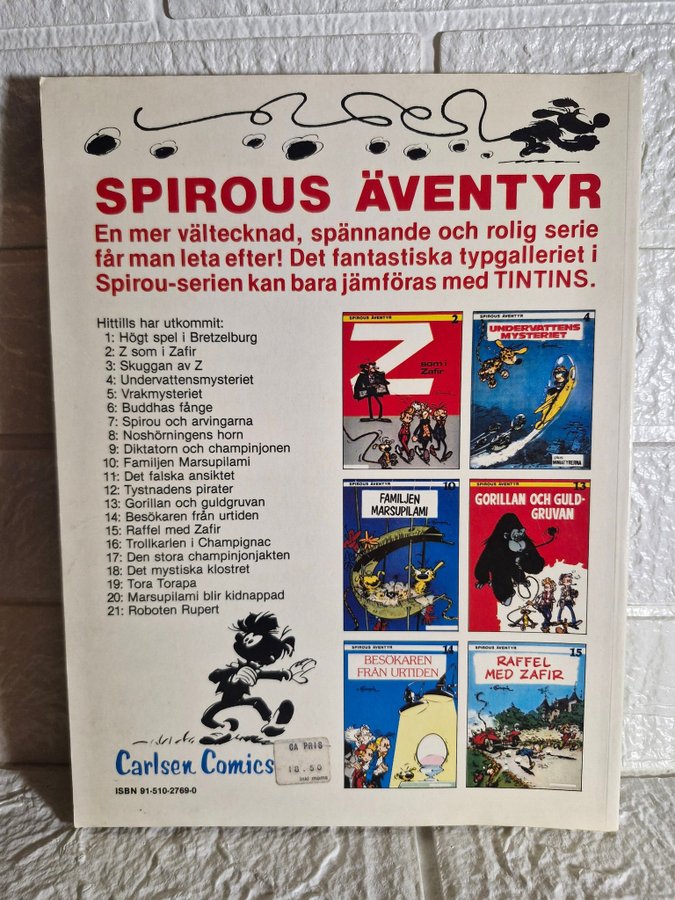 SPIROUS ÄVENTYR
En mer vältecknad, spännande och rolig serie
får man leta efter! Det fantastiska typgalleriet i
Spirou-serien kan bara jämföras med TINTINS.
Hittills har utkommit:
1: Högt spel i Bretzelburg
2: Z som i Zafir
3: Skuggan av Z
4: Undervattensmysteriet
5: Vrakmysteriet
6: Buddhas fånge
7: Spirou och arvingarna
8: Noshörningens horn
9: Diktatorn och champinjonen
10: Familjen Marsupilami
11: Det falska ansiktet
12: Tystnadens pirater
13: Gorillan och guldgruvan
14: Besökaren från urtiden
15: Raffel med Zafir
16: Trollkarlen i Champignac
17: Den stora champinjonjakten
18: Det mystiska klostret
19: Tora Torapa
20: Marsupilami blir kidnappad
21: Roboten Rupert
SPIROUS ÄVENTYR 2
Z
som i
Zafir
SPIROUS ÄVENTYR 4
UNDERVATTENS
MYSTERIET
10
FAMILJEN
MARSUPILAMI
13
GORILLAN OCH GULD-
GRUVAN
SPIROUS ÄVENTYR 14
BESÖKAREN
FRÅN URTIDEN
SPIROUS ÄVENTYR 15
RAFFEL
MED ZAFIR
Carlsen Comics
CA PRIS
18.50
inkl moms
ISBN 91-510-2769-0